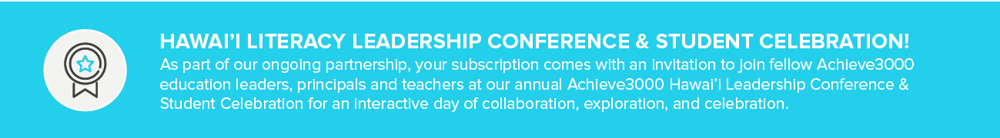 HAWAI’I LITERACY LEADERSHIP CONFERENCE & STUDENT CELEBRATION!
As part of our ongoing partnership, your subscription comes with an invitation to join fellow Achieve3000
education leaders, principals and teachers at our annual Achieve3000 Hawai’i Leadership Conference &
Student Celebration for an interactive day of collaboration, exploration, and celebration.